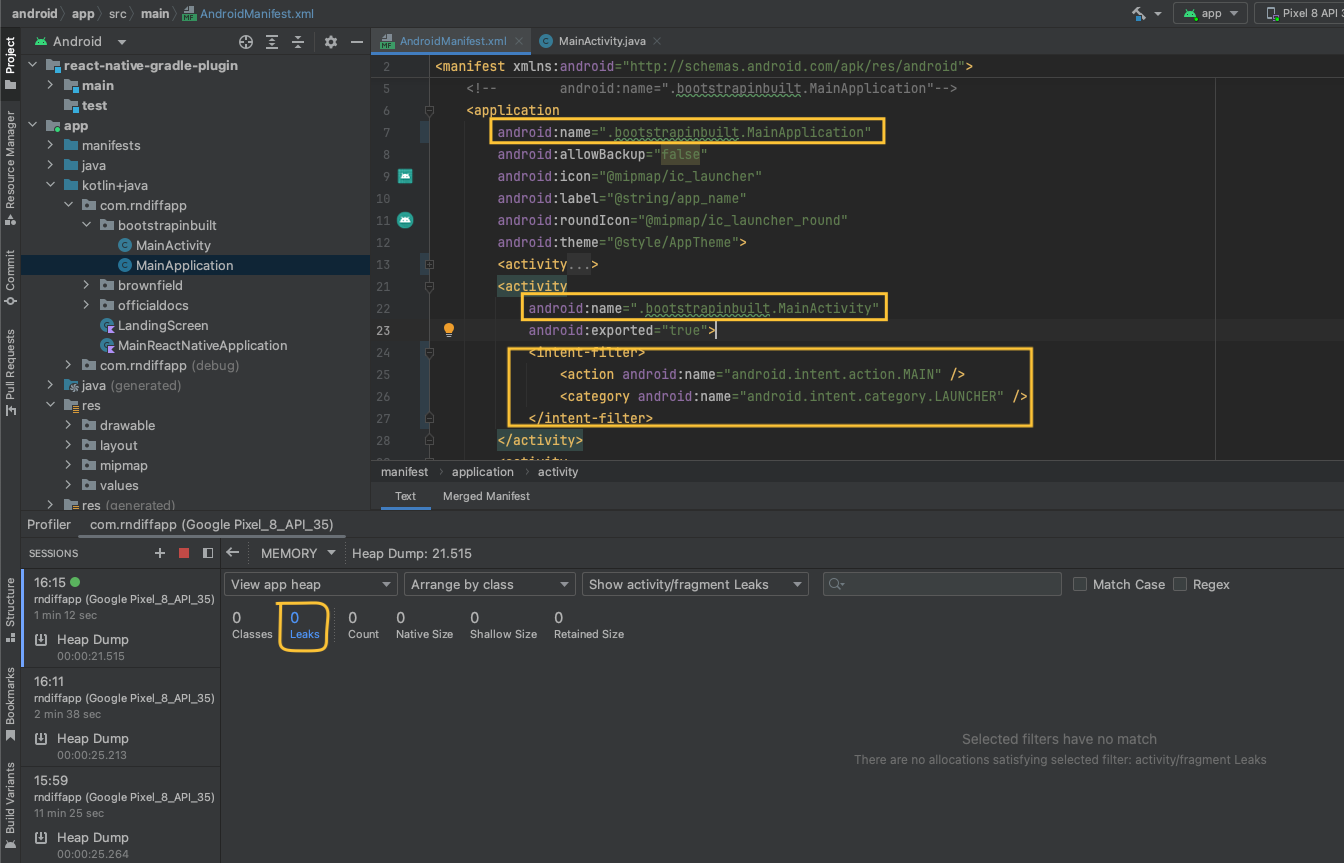 android › app › src › main › AndroidManifest.xml
app
Pixel 8 API 3
Project
Resource Manager
Commit
Pull Requests
Structure
Bookmarks
Build Variants
Android
react-native-gradle-plugin
main
test
app
manifests
java
kotlin+java
com.rndiffapp
bootstrapinbuilt
MainActivity
MainApplication
brownfield
officialdocs
LandingScreen
MainReactNativeApplication
com.rndiffapp (debug)
java (generated)
res
drawable
layout
mipmap
values
res (generated)
AndroidManifest.xml
MainActivity.java
2 <manifest xmlns:android="http://schemas.android.com/apk/res/android">
5 <!-- android:name=".bootstrapinbuilt.MainApplication"-->
6 <application
7 android:name=".bootstrapinbuilt.MainApplication"
8 android:allowBackup="false"
9 android:icon="@mipmap/ic_launcher"
10 android:label="@string/app_name"
11 android:roundIcon="@mipmap/ic_launcher_round"
12 android:theme="@style/AppTheme">
13 <activity...>
21 <activity
22 android:name=".bootstrapinbuilt.MainActivity"
23 android:exported="true">
24 <intent-filter>
25 <action android:name="android.intent.action.MAIN" />
26 <category android:name="android.intent.category.LAUNCHER" />
27 </intent-filter>
28 </activity>
manifest › application › activity
Text
Merged Manifest
Profiler
com.rndiffapp (Google Pixel_8_API_35)
SESSIONS
MEMORY
Heap Dump: 21.515
16:15
rndiffapp (Google Pixel_8_API_35)
1 min 12 sec
Heap Dump
00:00:21.515
16:11
rndiffapp (Google Pixel_8_API_35)
2 min 38 sec
Heap Dump
00:00:25.213
15:59
rndiffapp (Google Pixel_8_API_35)
11 min 25 sec
Heap Dump
00:00:25.264
View app heap
Arrange by class
Show activity/fragment Leaks
Match Case
Regex
0 0 0 0 0 0
Classes Leaks Count Native Size Shallow Size Retained Size
Selected filters have no match
There are no allocations satisfying selected filter: activity/fragment Leaks